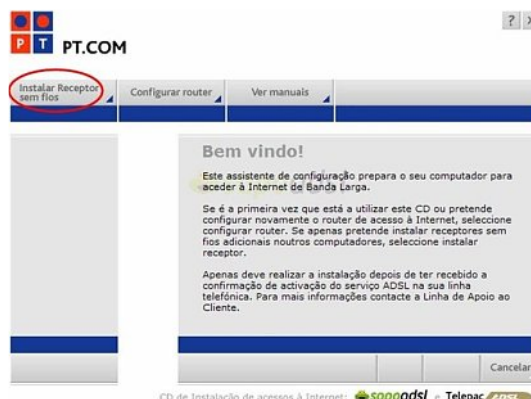 P T PT.COM
? X
Instalar Receptor
sem fios
Configurar router
Ver manuais
Bem vindo!
Este assistente de configuração prepara o seu computador para
aceder à Internet de Banda Larga.
Se é a primeira vez que está a utilizar este CD ou pretende
configurar novamente o router de acesso à Internet, seleccione
configurar router. Se apenas pretende instalar receptores sem
fios adicionais noutros computadores, seleccione instalar
receptor.
Apenas deve realizar a instalação depois de ter recebido a
confirmação de activação do serviço ADSL na sua linha
telefónica. Para mais informações contacte a Linha de Apoio ao
Cliente.
Cancelar
CD de Instalação de acessos à Internet: sapoadsl e Telepac ADSL